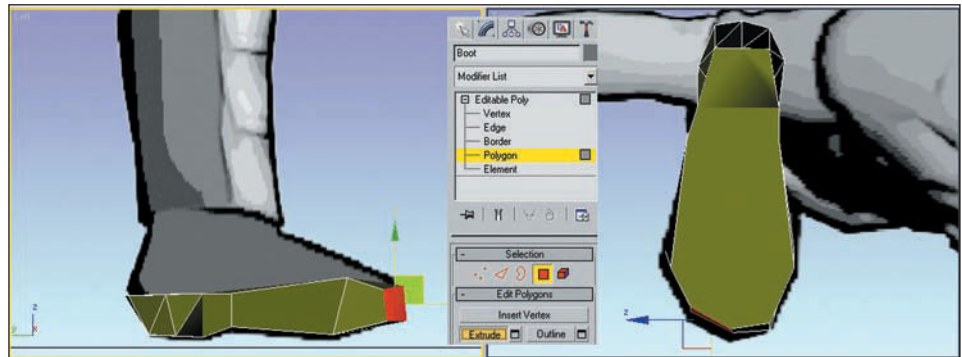 Left
Boot
Modifier List
Editable Poly
Vertex
Edge
Border
Polygon
Element
- Selection
- Edit Polygons
Insert Vertex
Extrude Outline
z
y x
z